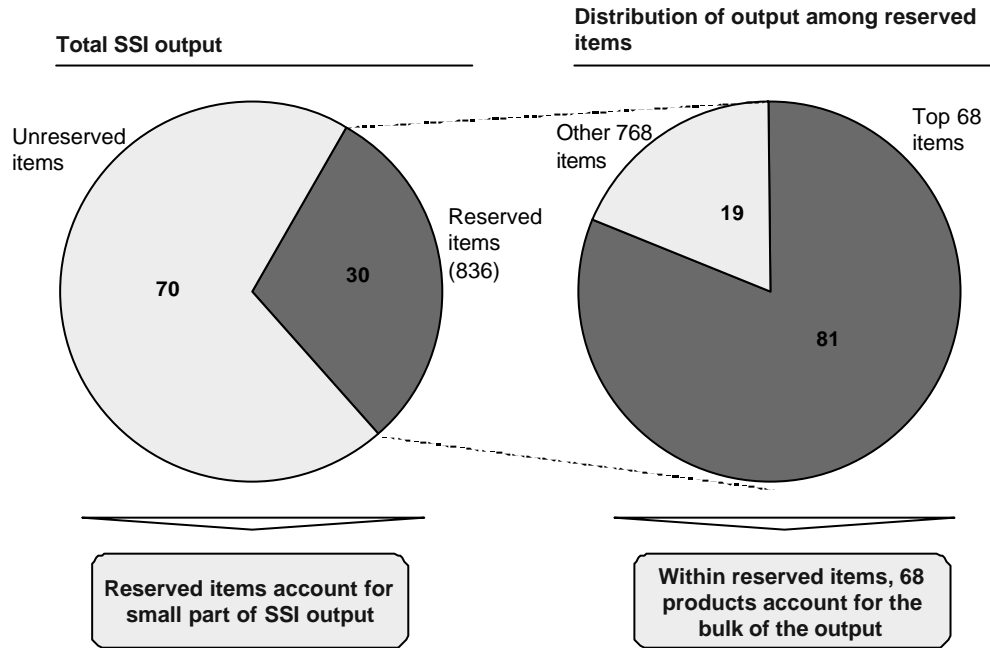 Total SSI output
Unreserved
items
70
30
Reserved
items
(836)
Reserved items account for
small part of SSI output
Distribution of output among reserved
items
Other 768
items
Top 68
items
19
81
Within reserved items, 68
products account for the
bulk of the output